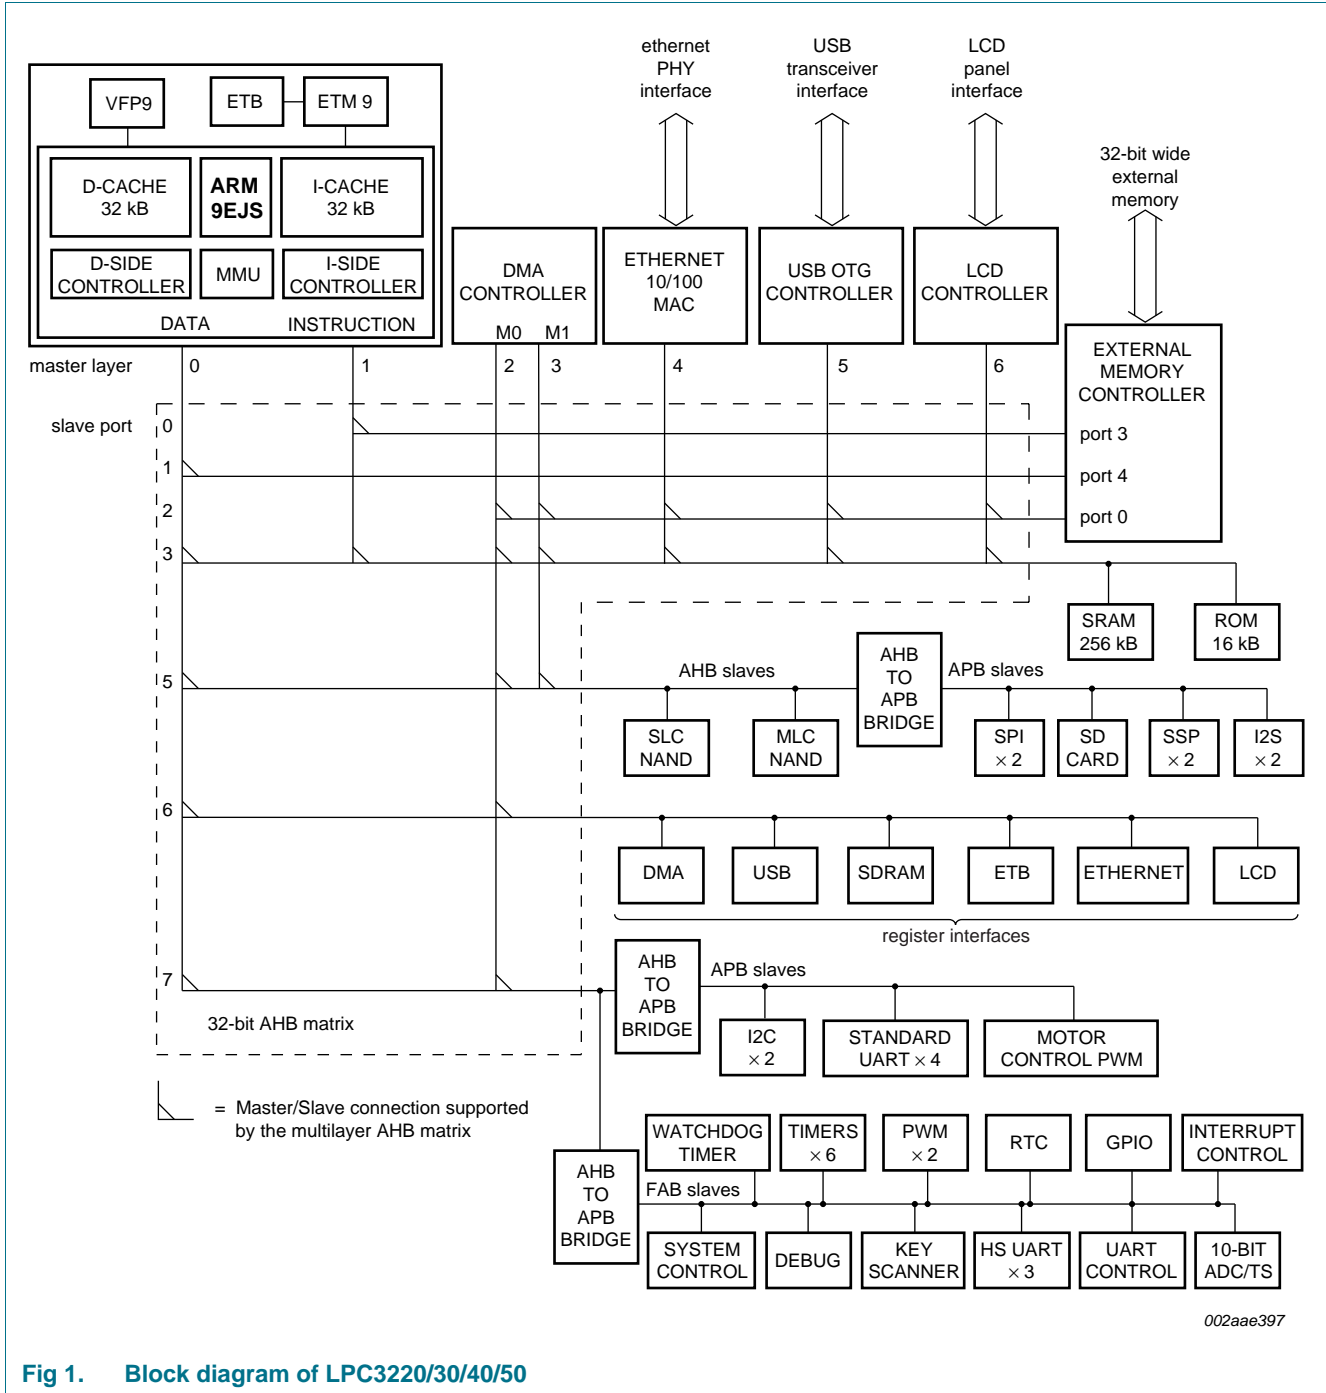 ethernet
PHY
interface
USB
transceiver
interface
LCD
panel
interface
32-bit wide
external
memory
VFP9
ETB
ETM 9
D-CACHE
32 kB
ARM
9EJS
I-CACHE
32 kB
D-SIDE
CONTROLLER
MMU
I-SIDE
CONTROLLER
DATA
INSTRUCTION
DMA
CONTROLLER
M0 M1
ETHERNET
10/100
MAC
USB OTG
CONTROLLER
LCD
CONTROLLER
EXTERNAL
MEMORY
CONTROLLER
port 3
port 4
port 0
master layer 0 1 2 3 4 5 6
slave port 0
1
2
3
5
6
7
SRAM
256 kB
ROM
16 kB
AHB slaves
AHB
TO
APB
BRIDGE
APB slaves
SLC
NAND
MLC
NAND
SPI
× 2
SD
CARD
SSP
× 2
I2S
× 2
DMA
USB
SDRAM
ETB
ETHERNET
LCD
register interfaces
AHB
TO
APB
BRIDGE
APB slaves
I2C
× 2
STANDARD
UART × 4
MOTOR
CONTROL PWM
32-bit AHB matrix
= Master/Slave connection supported
by the multilayer AHB matrix
AHB
TO
APB
BRIDGE
FAB slaves
WATCHDOG
TIMER
TIMERS
× 6
PWM
× 2
RTC
GPIO
INTERRUPT
CONTROL
SYSTEM
CONTROL
DEBUG
KEY
SCANNER
HS UART
× 3
UART
CONTROL
10-BIT
ADC/TS
002aae397
Fig 1. Block diagram of LPC3220/30/40/50